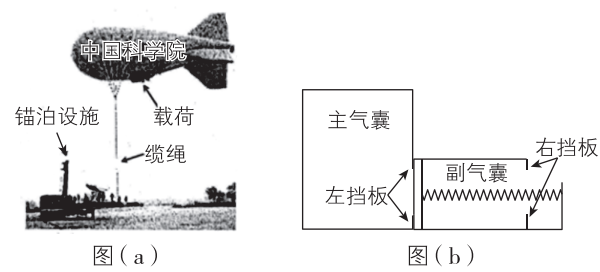 中国科学院
锚泊设施
载荷
缆绳
图(a)
主气囊
副气囊
右挡板
左挡板
图(b)